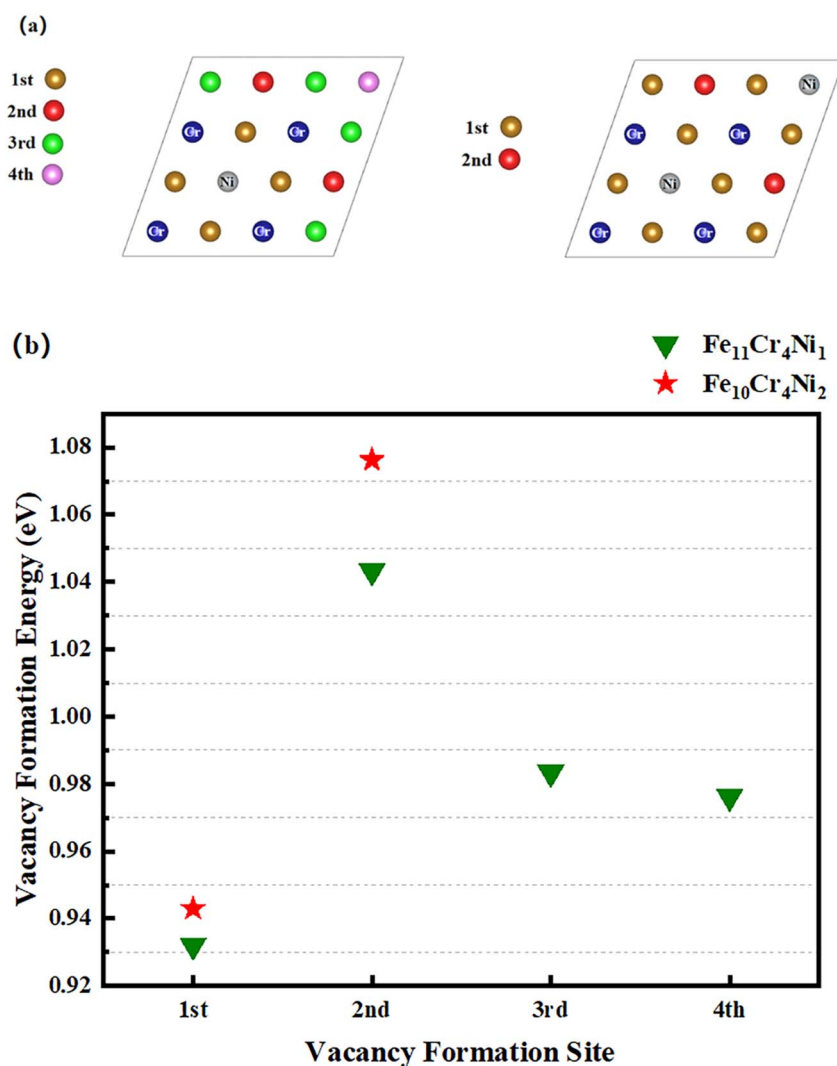 (a)
1st
2nd
3rd
4th
Cr Cr
Ni
Cr Cr
1st
2nd
Ni
Cr Cr
Ni
Cr Cr
(b)
Fe₁₁Cr₄Ni₁
Fe₁₀Cr₄Ni₂
Vacancy Formation Energy (eV)
1.08
1.06
1.04
1.02
1.00
0.98
0.96
0.94
0.92
1st 2nd 3rd 4th
Vacancy Formation Site